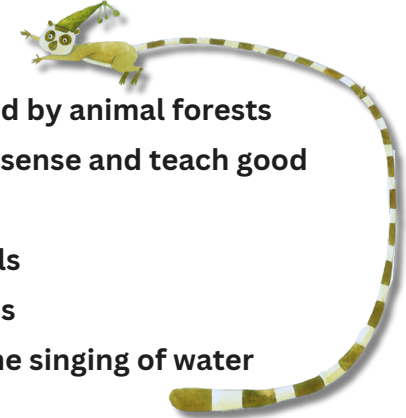 d by animal forests
sense and teach good
ls
s
he singing of water